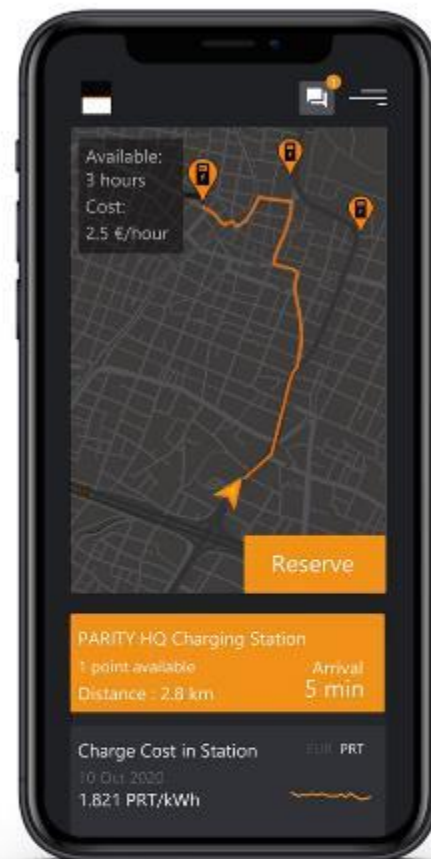 Available:
3 hours
Cost:
2.5 €/hour
Reserve
PARITY HQ Charging Station
1 point available
Distance : 2.8 km
Arrival
5 min
Charge Cost in Station
EUR PRT
10 Oct 2020
1.821 PRT/kWh